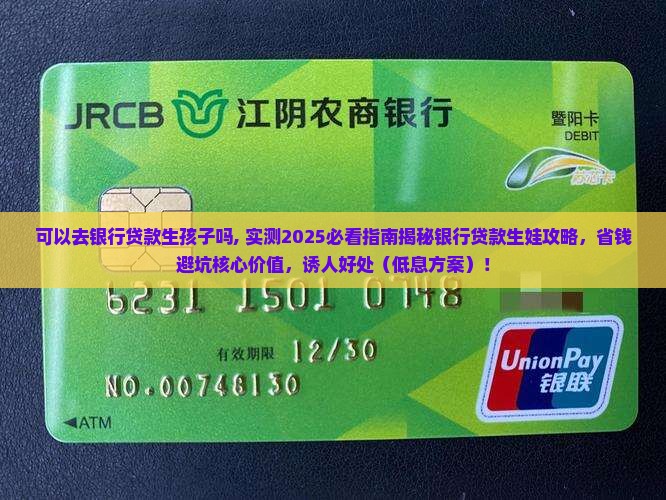 JRCB 江阴农商银行
暨阳卡
DEBIT
可以去银行贷款生孩子吗, 实测2025必看指南揭秘银行贷款生娃攻略，省钱
避坑核心价值，诱人好处（低息方案）！
6231 1501 0748
有效期限 12/30
NO.00748130
UnionPay
银联
◄ATM